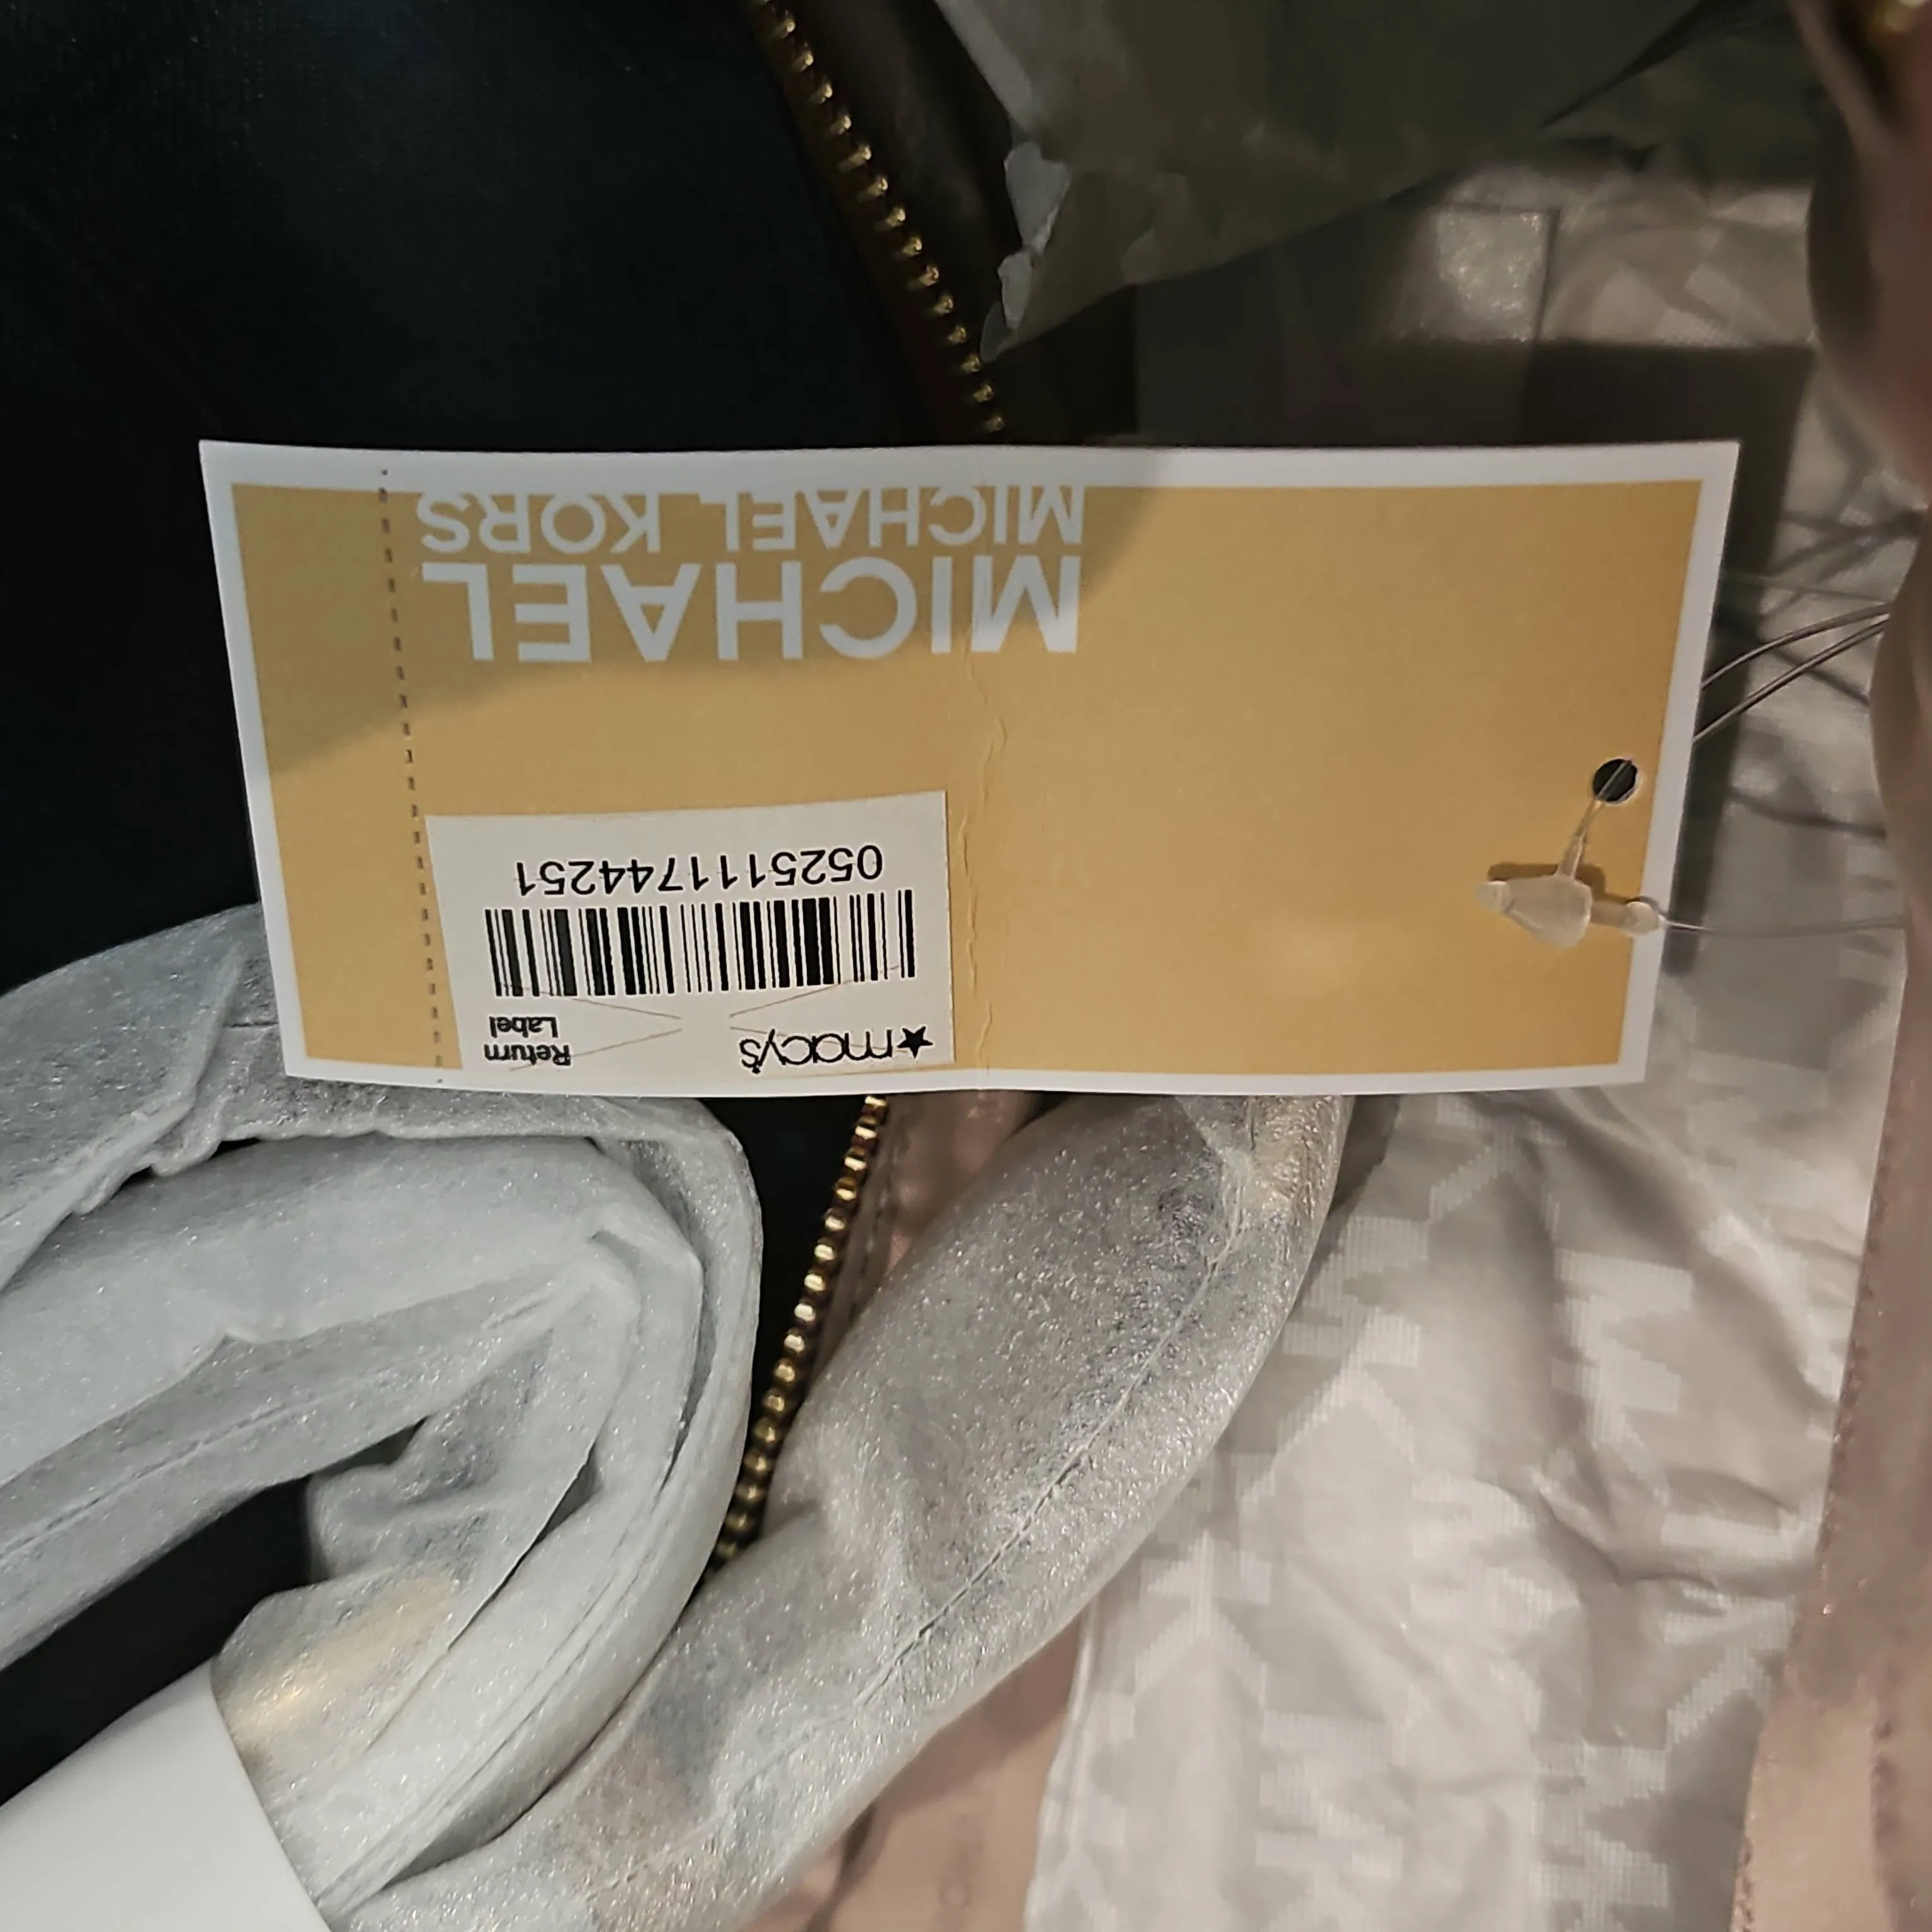 macy's Return
Label
0525111744251
MICHAEL
MICHAEL KORS